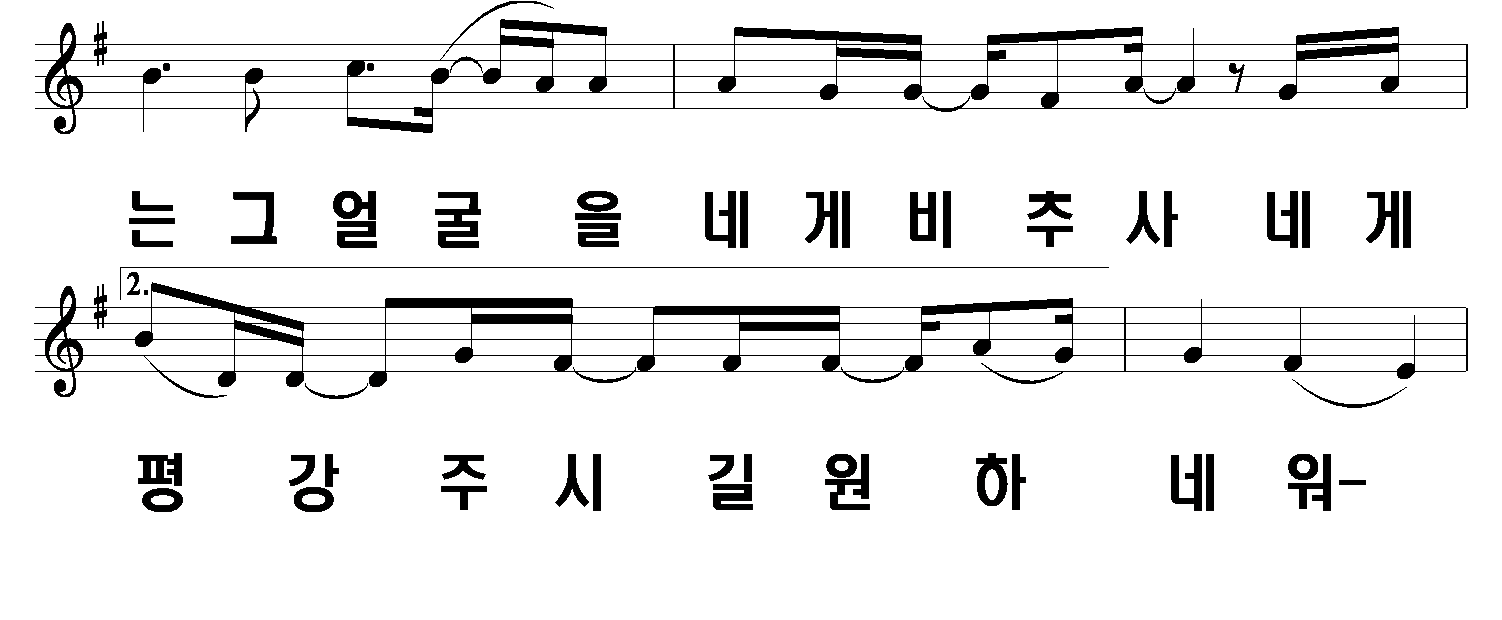 는 그 얼 굴 을 네 게 비 추 사 네 게
2.
평 강 주 시 길 원 하 네 워-